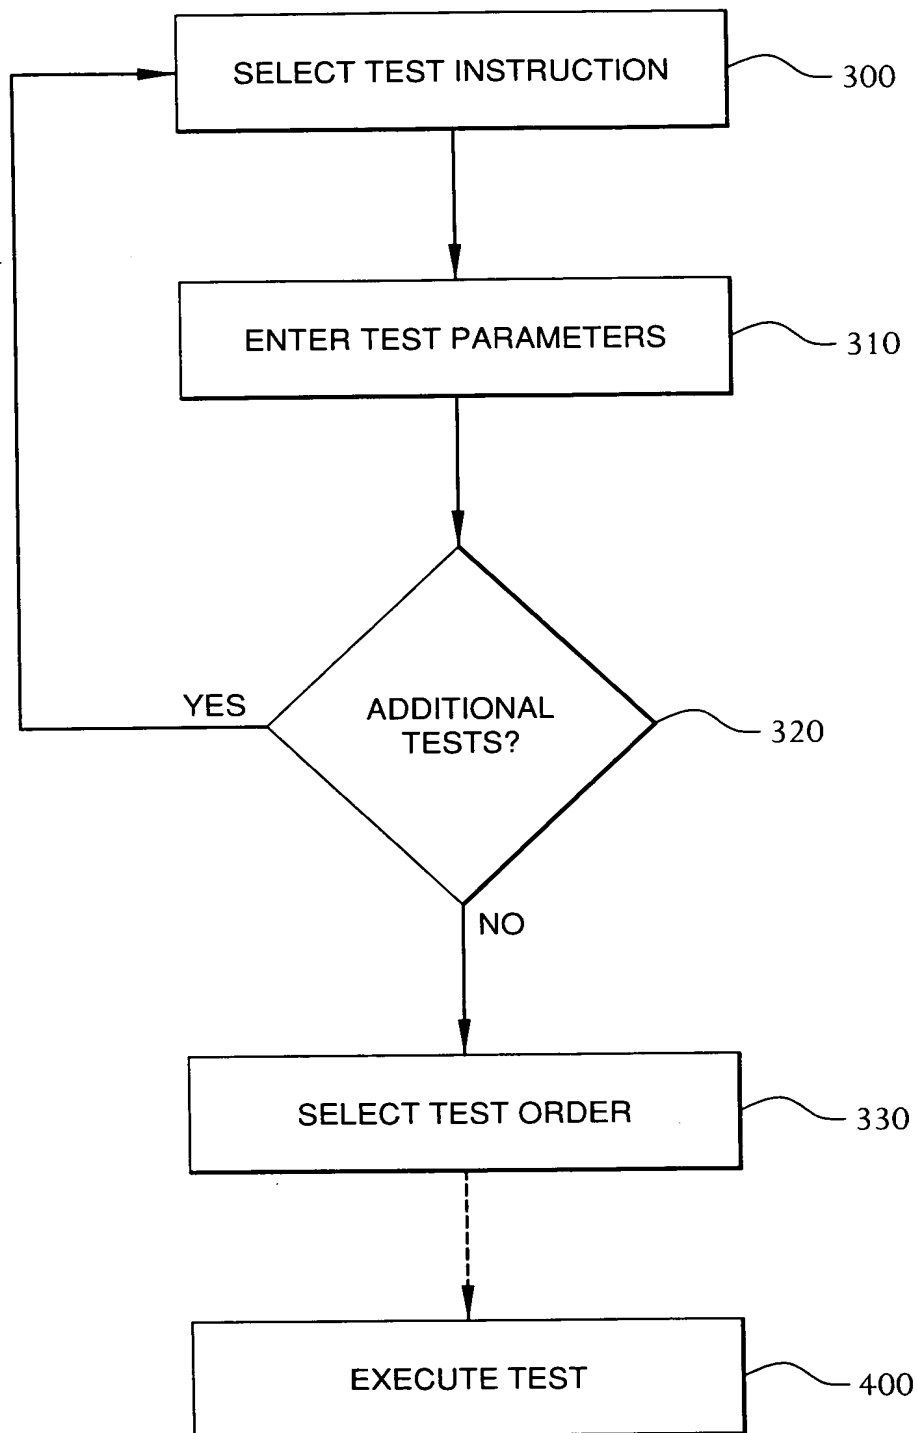 SELECT TEST INSTRUCTION
300
ENTER TEST PARAMETERS
310
YES
ADDITIONAL
TESTS?
320
NO
SELECT TEST ORDER
330
EXECUTE TEST
400